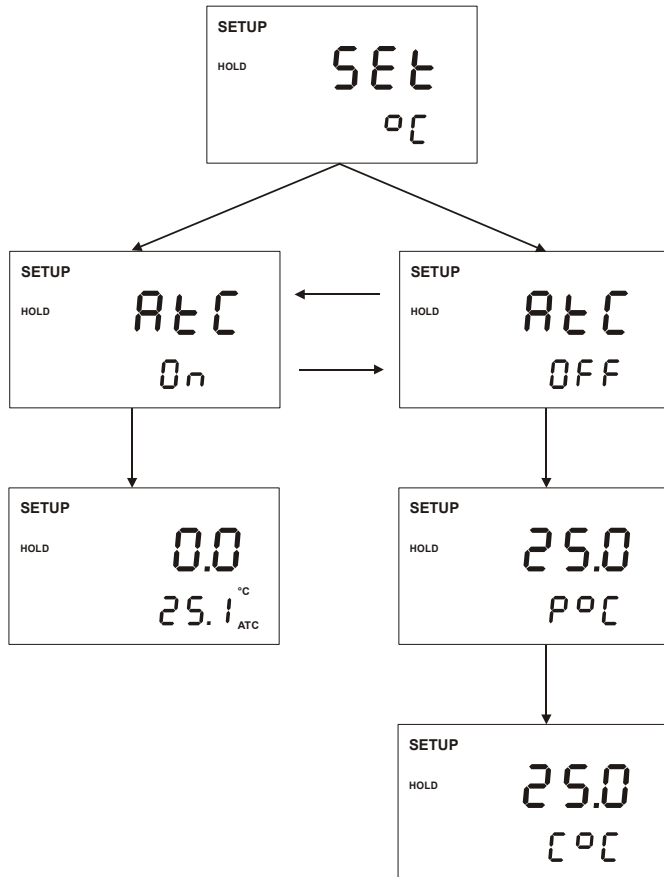 SETUP
HOLD SEt
°C
SETUP
HOLD AtC
On
SETUP
HOLD AtC
OFF
SETUP
HOLD 0.0
25.1 °C ATC
SETUP
HOLD 25.0
P°C
SETUP
HOLD 25.0
C°C